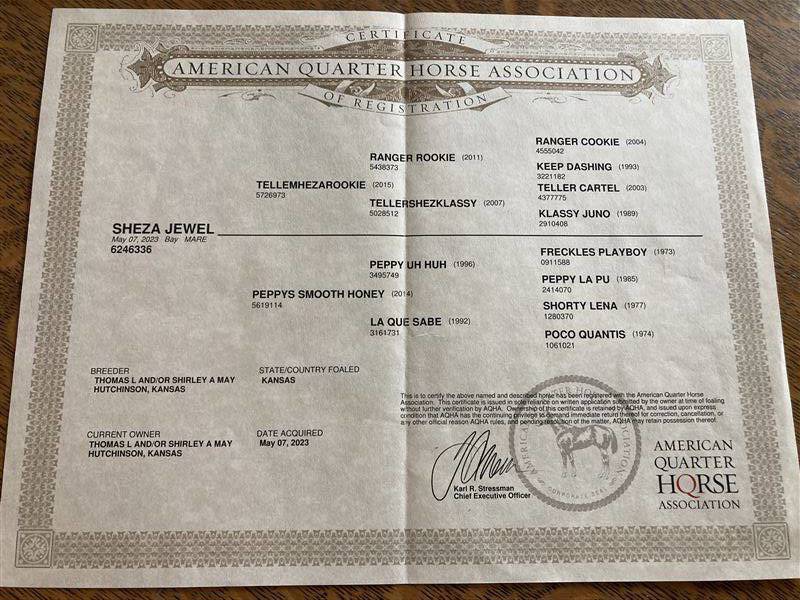 CERTIFICATE
AMERICAN QUARTER HORSE ASSOCIATION
OF REGISTRATION
RANGER COOKIE (2004)
4555042
RANGER ROOKIE (2011)
5438373
KEEP DASHING (1993)
3221182
TELLEMHEZAROOKIE (2015)
5726973
TELLER CARTEL (2003)
4377775
TELLERSHEZKLASSY (2007)
5028512
KLASSY JUNO (1989)
2910408
SHEZA JEWEL
May 07, 2023 Bay MARE
6246336
FRECKLES PLAYBOY (1973)
0911588
PEPPY UH HUH (1996)
3495749
PEPPY LA PU (1985)
2414070
PEPPYS SMOOTH HONEY (2014)
5619114
SHORTY LENA (1977)
1280370
LA QUE SABE (1992)
3161731
POCO QUANTIS (1974)
1061021
BREEDER
THOMAS L AND/OR SHIRLEY A MAY
HUTCHINSON, KANSAS
STATE/COUNTRY FOALED
KANSAS
CURRENT OWNER
THOMAS L AND/OR SHIRLEY A MAY
HUTCHINSON, KANSAS
DATE ACQUIRED
May 07, 2023
This is to certify the above named and described horse has been registered with the American Quarter Horse
Association. This certificate is issued in sole reliance on written application submitted by the owner at time of foaling
without further verification by AQHA. Ownership of this certificate is retained by AQHA, and issued upon express
condition that AQHA has the continuing privilege to demand immediate return thereof for correction, cancellation, or
any other official reason AQHA rules, and pending resolution of the matter, AQHA may retain possession thereof.
Karl R. Stressman
Chief Executive Officer
CORPORATE SEAL
AMERICAN
QUARTER
HORSE
ASSOCIATION